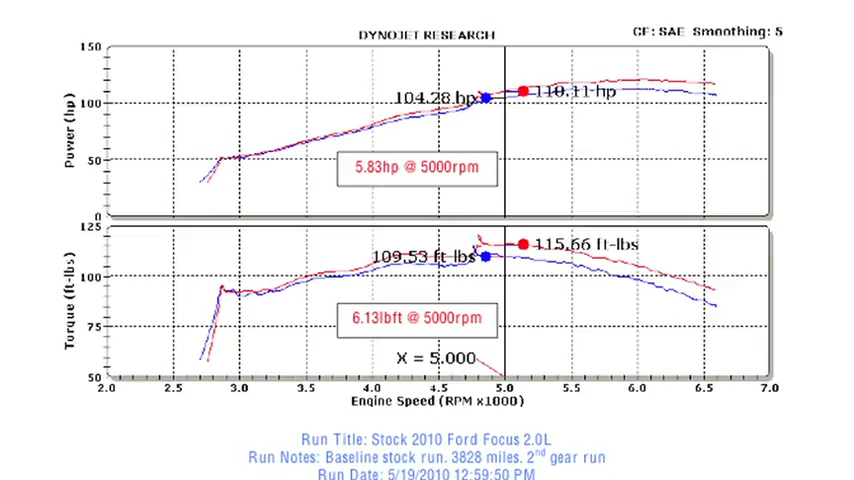 DYNOJET RESEARCH
CF: SAE Smoothing: 5
150
100
50
0
Power (hp)
104.28 hp
110.11 hp
5.83hp @ 5000rpm
125
100
75
50
Torque (ft-lbs)
109.53 ft-lbs
115.66 ft-lbs
6.13lbft @ 5000rpm
X = 5.000
2.0 2.5 3.0 3.5 4.0 4.5 5.0 5.5 6.0 6.5 7.0
Engine Speed (RPM x1000)
Run Title: Stock 2010 Ford Focus 2.0L
Run Notes: Baseline stock run. 3828 miles. 2nd gear run
Run Date: 5/19/2010 12:59:50 PM